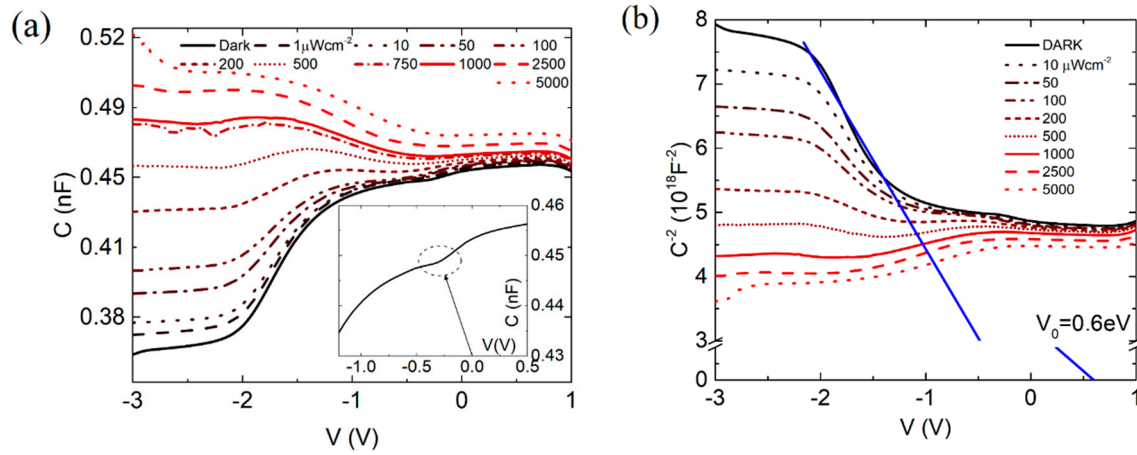 (a)
0.52
0.49
0.45
0.41
0.38
C (nF)
Dark 1μWcm⁻² 10 50 100
200 500 750 1000 2500
5000
0.46
0.45
0.44
0.43
C (nF)
V(V)
-1.0 -0.5 0.0 0.5
-3 -2 -1 0 1
V (V)
(b)
8
7
6
5
4
3
0
C⁻² (10¹⁸F⁻²)
DARK
10 μWcm⁻²
50
100
200
500
1000
2500
5000
V₀=0.6eV
-3 -2 -1 0 1
V (V)